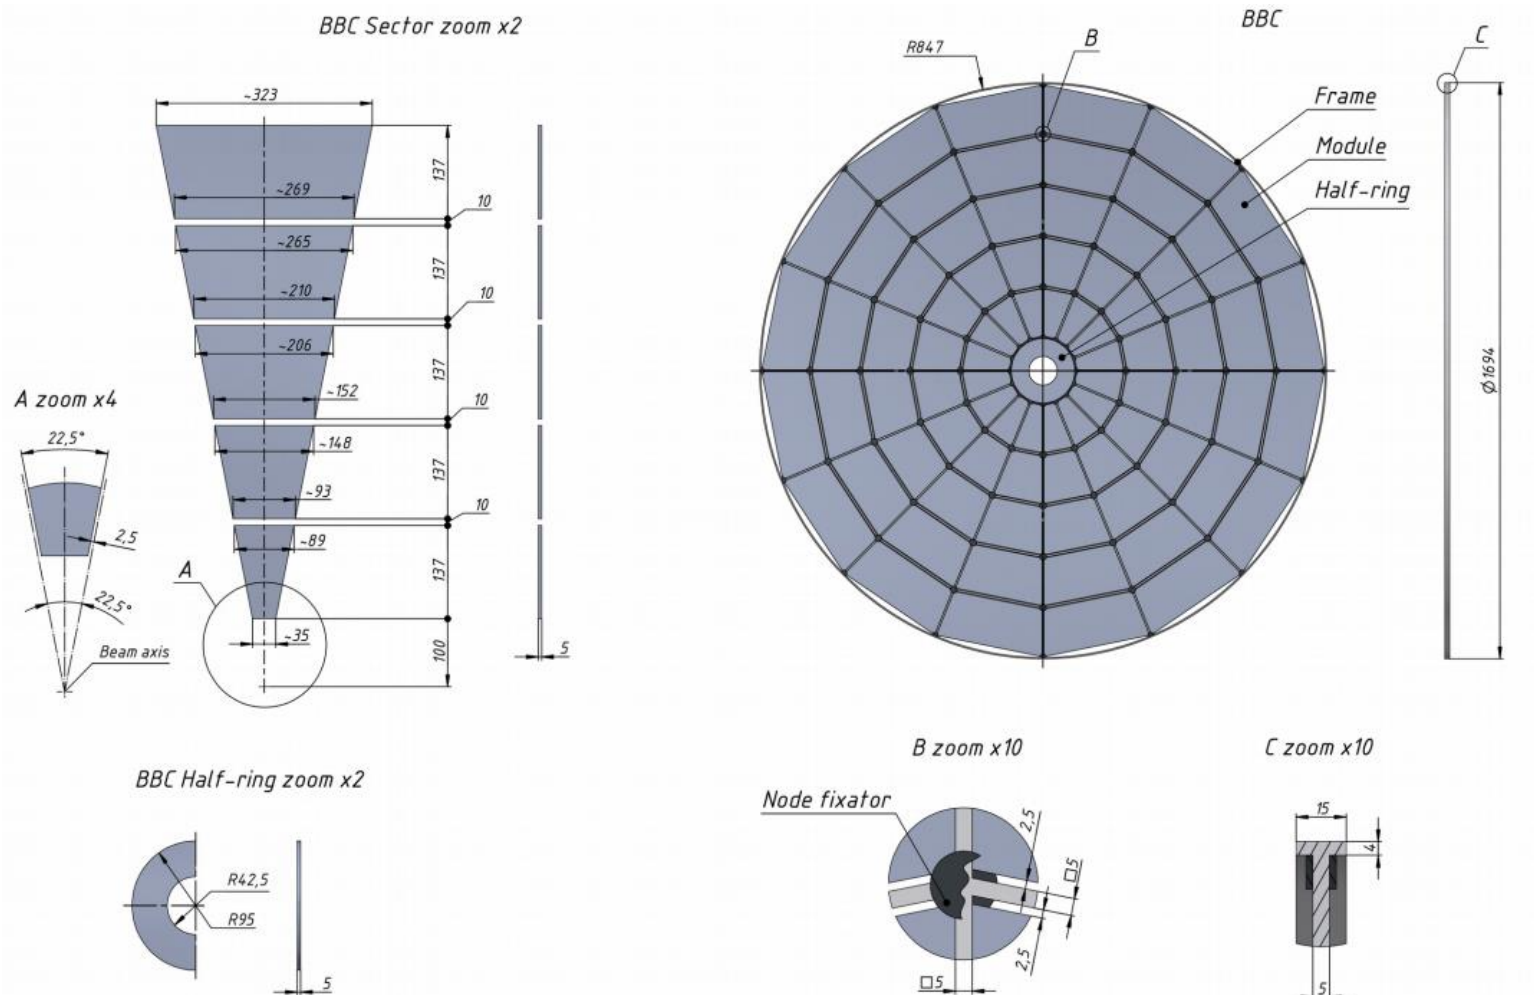 BBC Sector zoom x2
~323
137
~269
10
~265
137
~210
10
~206
137
~152
10
~148
137
~93
10
~89
137
A
~35
100
5
A zoom x4
22,5°
2,5
22,5°
Beam axis
BBC
R847
B
C
Frame
Module
Half-ring
Ø1694
BBC Half-ring zoom x2
R42,5
R95
5
B zoom x10
Node fixator
2,5
□5
2,5
□5
C zoom x10
15
4
5